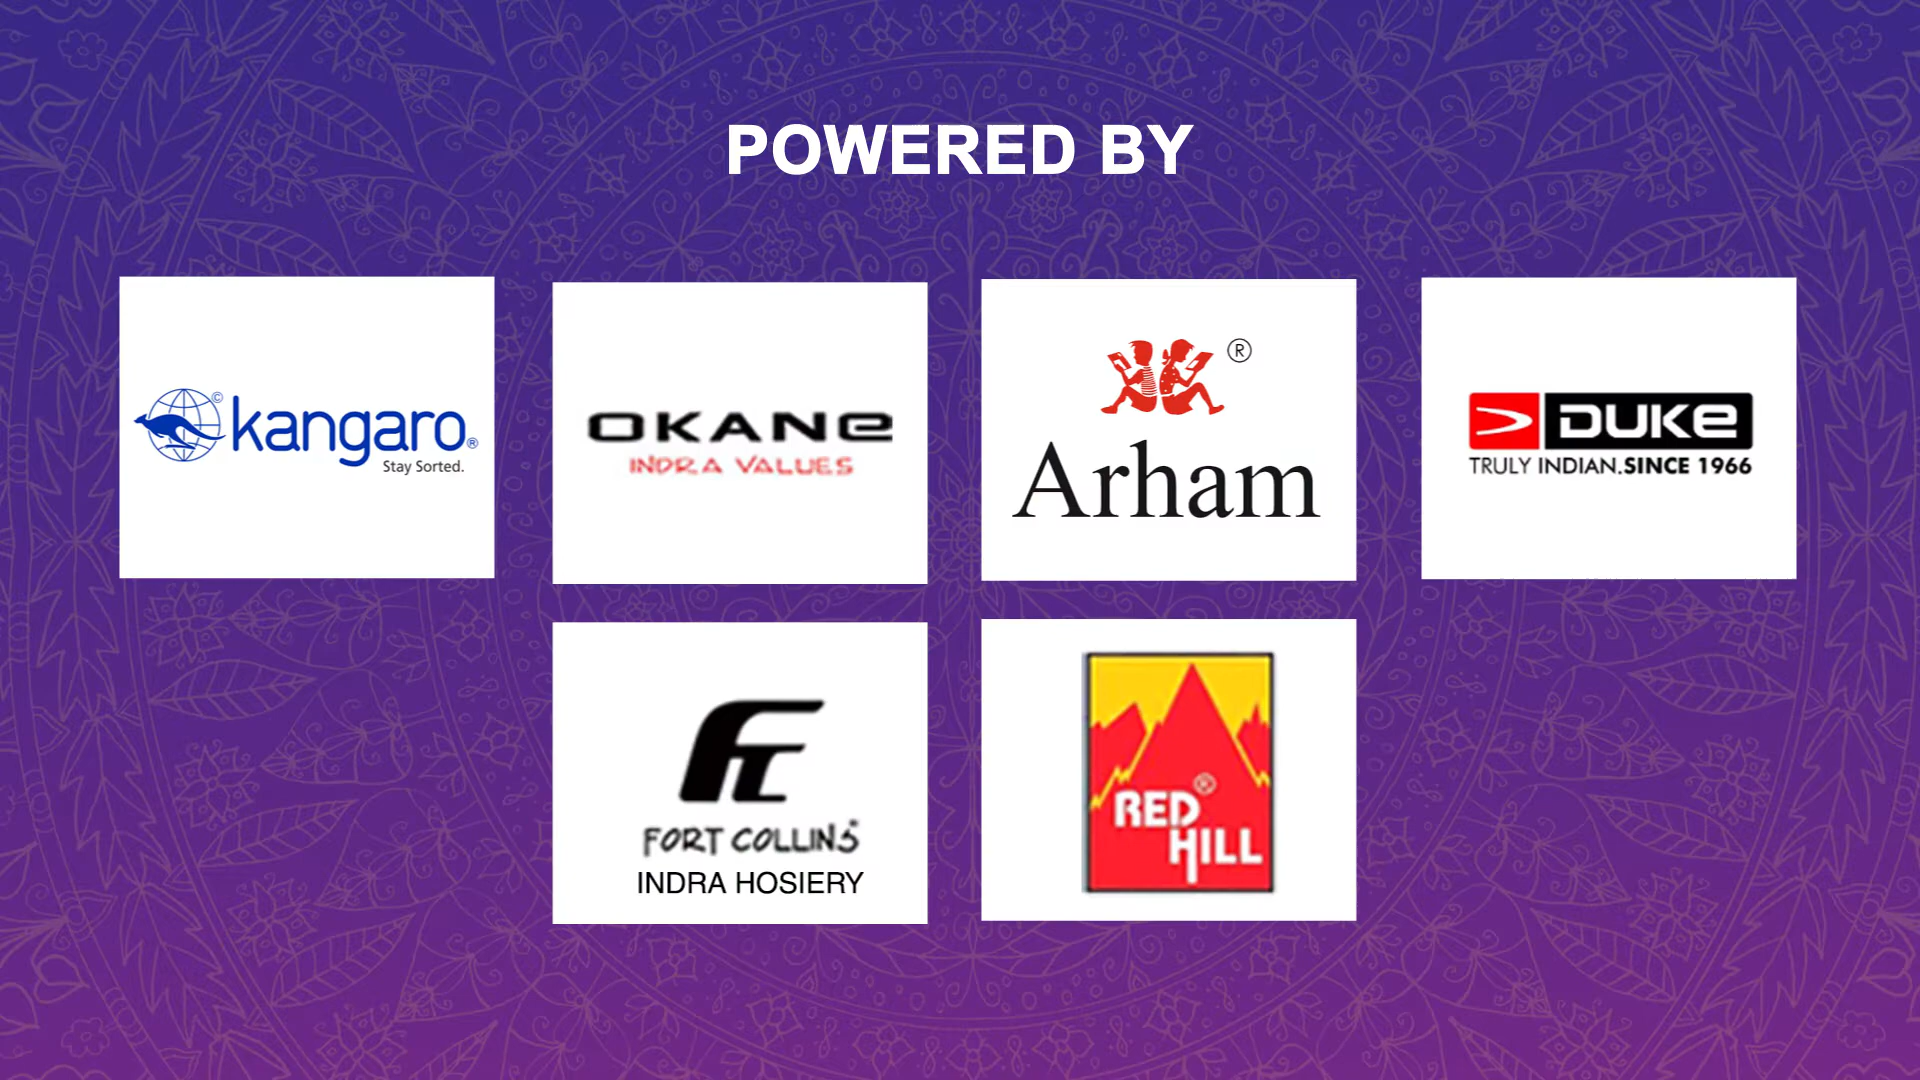 POWERED BY
©
kangaro®
Stay Sorted.
OKANE
INDRA VALUES
®
Arham
DUKE
TRULY INDIAN.SINCE 1966
FC
FORT COLLINS
INDRA HOSIERY
®
RED
HILL